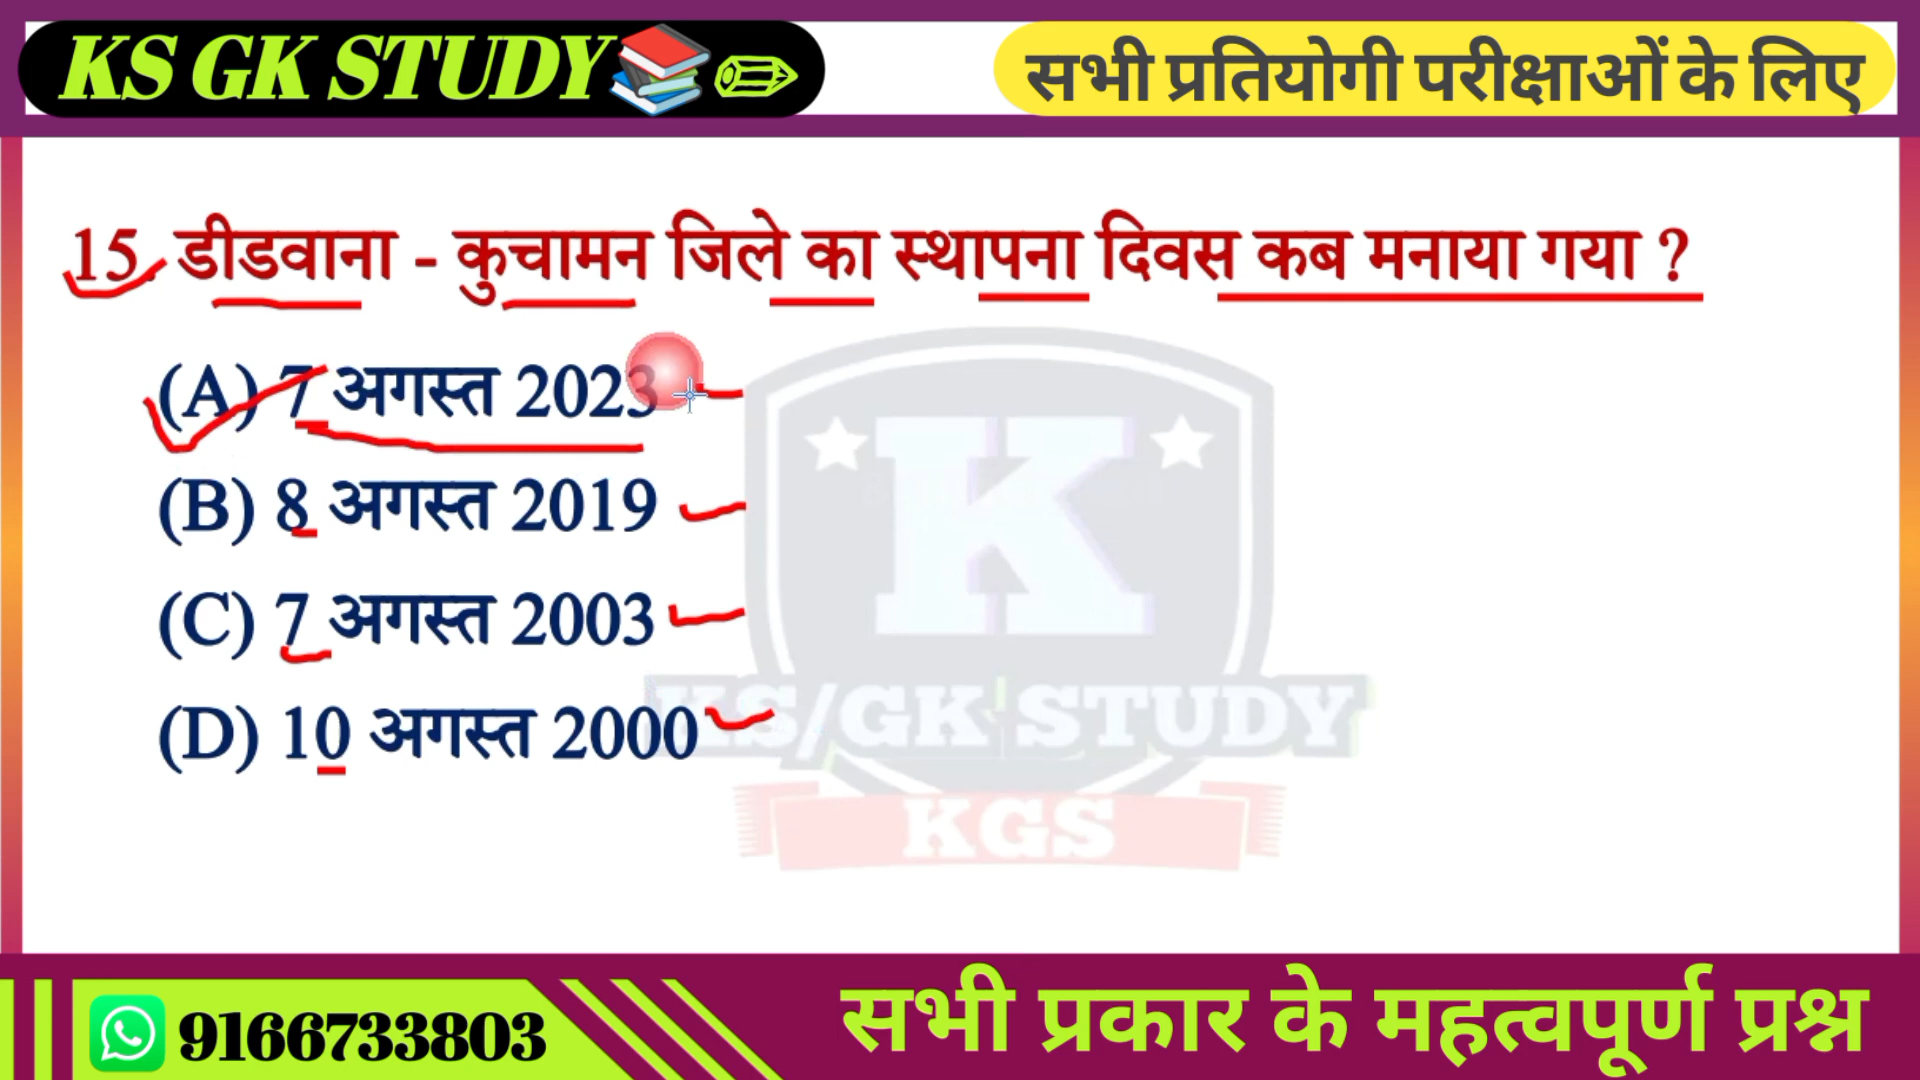 KS GK STUDY
सभी प्रतियोगी परीक्षाओं के लिए
15. डीडवाना - कुचामन जिले का स्थापना दिवस कब मनाया गया ?
(A) 7 अगस्त 2023
(B) 8 अगस्त 2019
(C) 7 अगस्त 2003
(D) 10 अगस्त 2000
K
KS/GK STUDY
KGS
9166733803
सभी प्रकार के महत्वपूर्ण प्रश्न